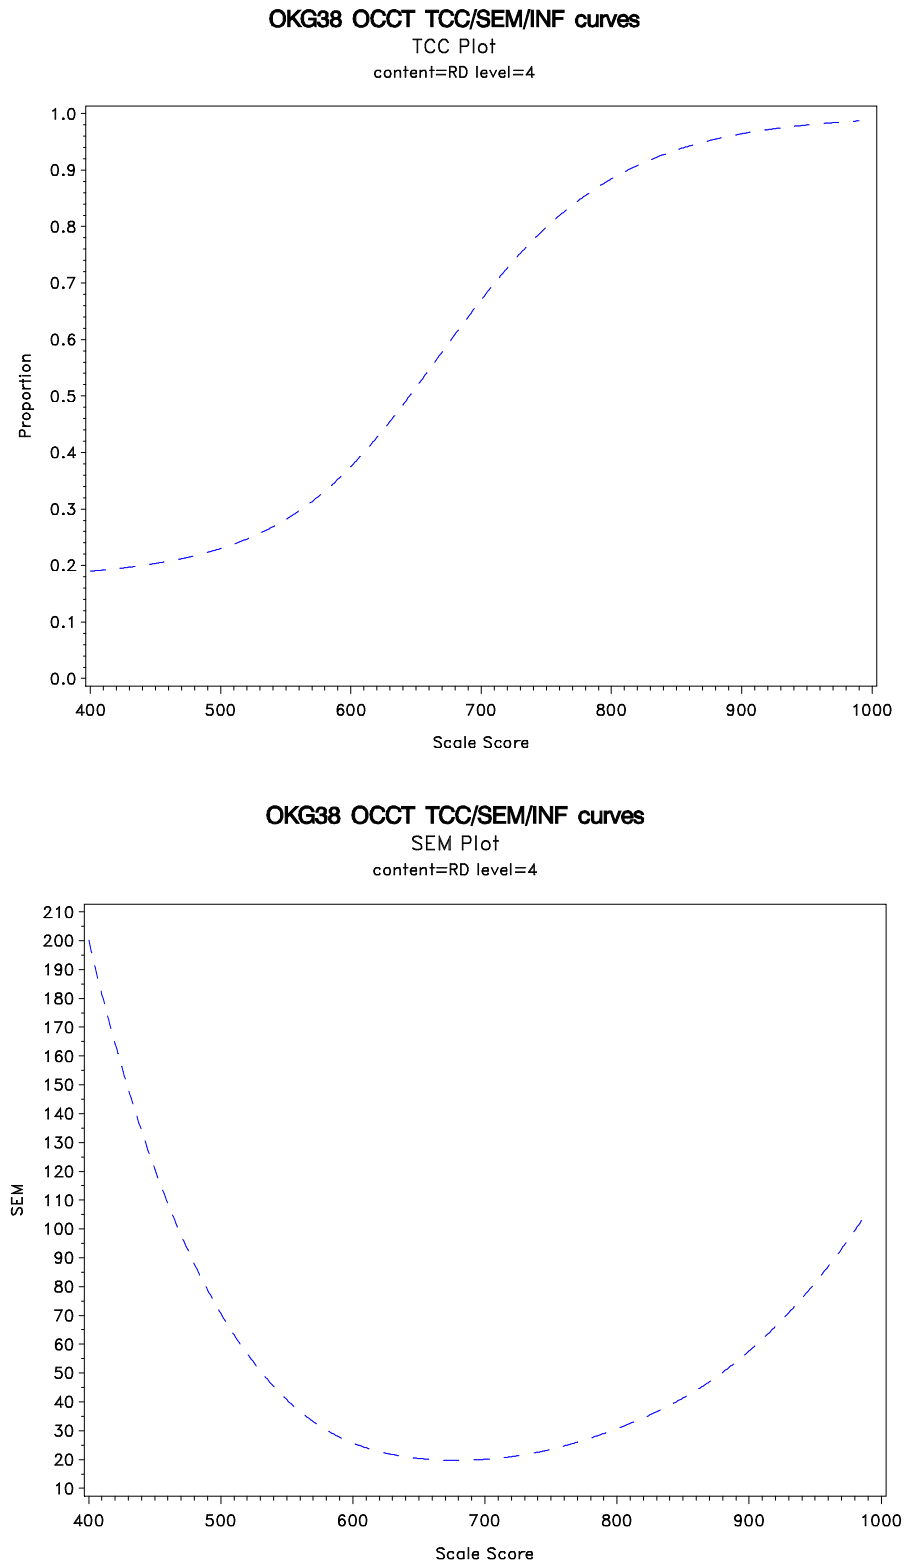 OKG38 OCCT TCC/SEM/INF curves
TCC Plot
content=RD level=4
1.0
0.9
0.8
0.7
0.6
0.5
0.4
0.3
0.2
0.1
0.0
Proportion
400 500 600 700 800 900 1000
Scale Score
OKG38 OCCT TCC/SEM/INF curves
SEM Plot
content=RD level=4
210
200
190
180
170
160
150
140
130
120
110
100
90
80
70
60
50
40
30
20
10
SEM
400 500 600 700 800 900 1000
Scale Score